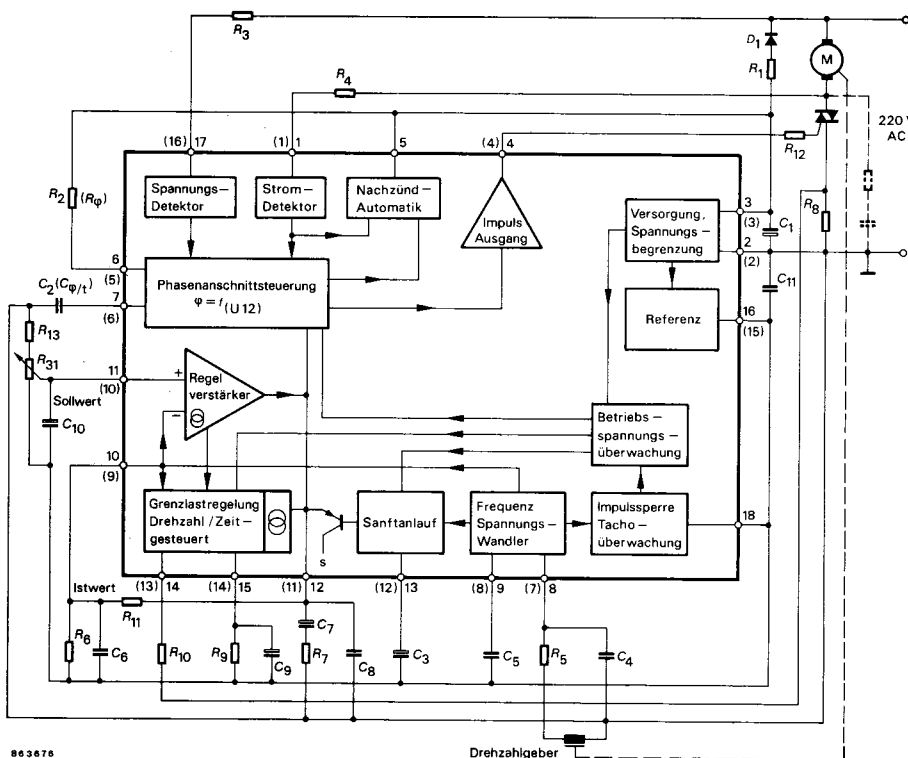 R3
D1
M
R1
R4
220 V
AC
R12
(16) 17
(1) 1
5
(4) 4
R2 (Rφ)
Spannungs–
Detektor
Strom–
Detektor
Nachzünd–
Automatik
Impuls
Ausgang
Versorgung,
Spannungs–
begrenzung
3
(3)
C1
R8
2
(2)
6
(5)
Phasenanschnittsteuerung
φ = f (U12)
C2 (Cφ/t)
7
(6)
Referenz
C11
16
(15)
R13
R31
11
(10)
+
Regel
verstärker
–
Sollwert
C10
10
(9)
Betriebs–
spannungs–
überwachung
Grenzlastregelung
Drehzahl /Zeit–
gesteuert
Sanftanlauf
Frequenz
Spannungs–
Wandler
Impulssperre
Tacho–
überwachung
18
s
(13) 14
(14) 15
(11) 12
(12) 13
(8) 9
(7) 8
Istwert
R11
R6
C6
R10
R9
C9
C7
R7
C8
C3
C5
R5
C4
Drehzahlgeber
863676